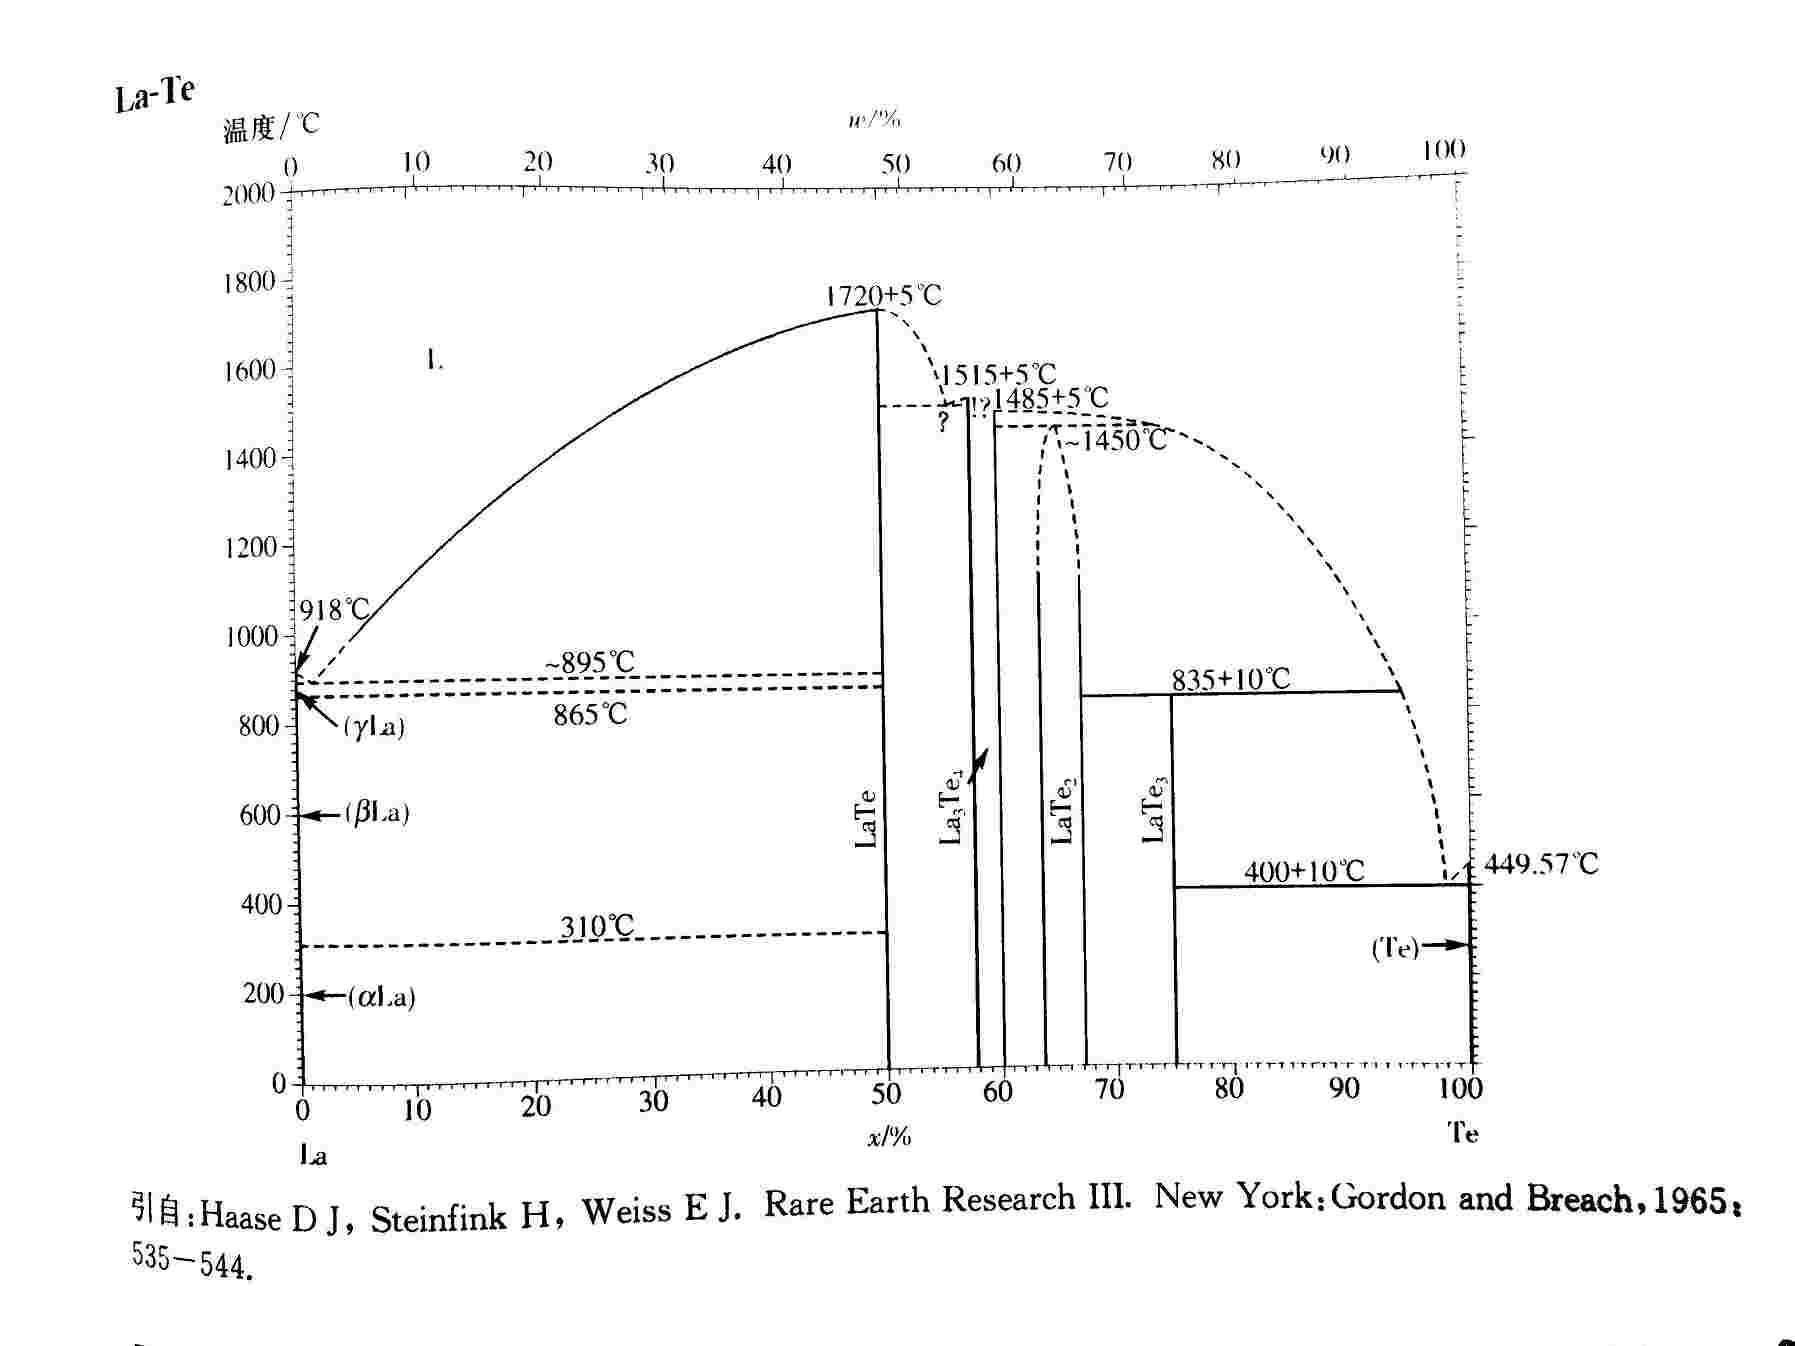 La-Te
温度/℃
w/%
0 10 20 30 40 50 60 70 80 90 100
2000
1800
1720+5℃
L
1600
1515+5℃
!? 1485+5℃
?
~1450℃
1400
1200
918℃
1000
~895℃
835+10℃
865℃
800
(γLa)
600
(βLa)
LaTe
La₃Te₄
LaTe₂
LaTe₃
400+10℃
449.57℃
400
310℃
(Te)
200
(αLa)
0
0 10 20 30 40 50 60 70 80 90 100
La
x/%
Te
引自:Haase D J, Steinfink H, Weiss E J. Rare Earth Research III. New York:Gordon and Breach,1965:
535—544.